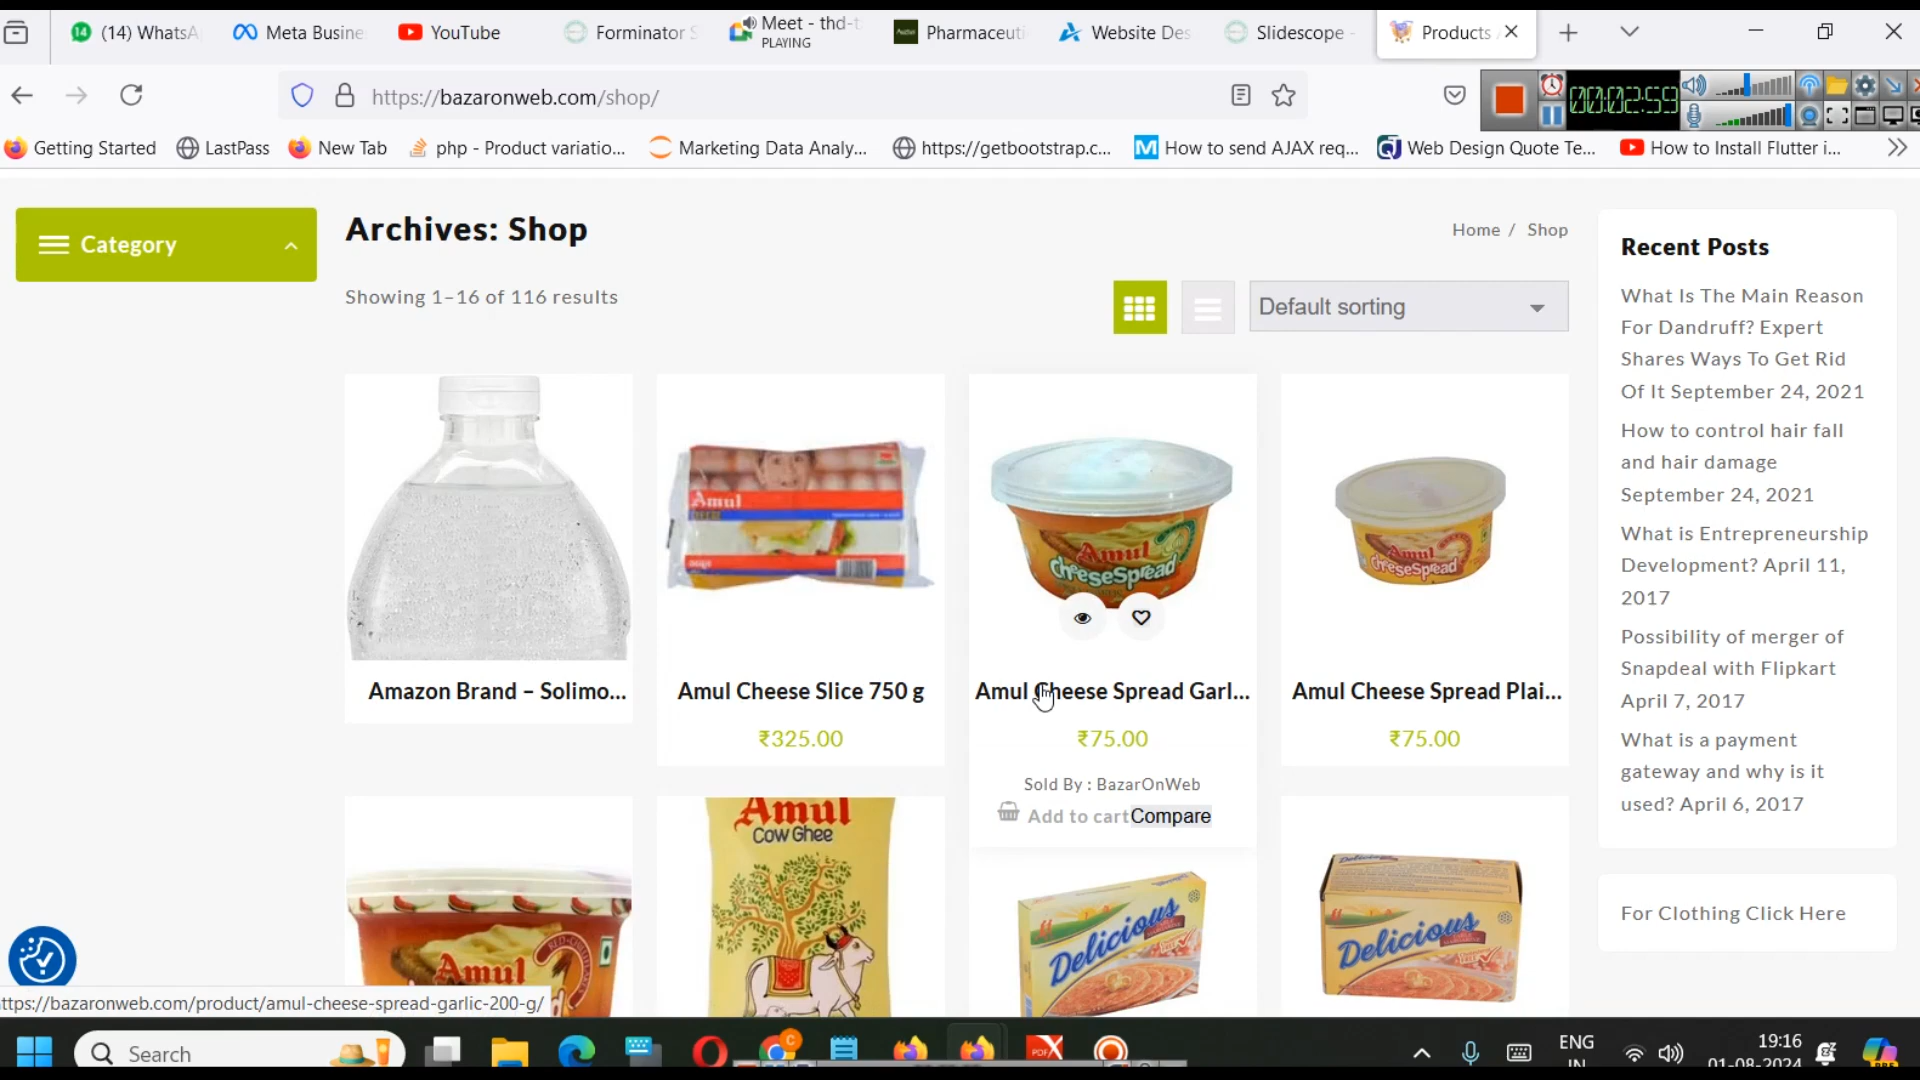 (14) WhatsA
Meta Busine
YouTube
Forminator S
Meet - thd-t
PLAYING
Pharmaceuti
Website Des
Slidescope -
Products
https://bazaronweb.com/shop/
00:02:59
Getting Started
LastPass
New Tab
php - Product variatio...
Marketing Data Analy...
https://getbootstrap.c...
How to send AJAX req...
Web Design Quote Te...
How to Install Flutter i...
Category
Archives: Shop
Home / Shop
Showing 1–16 of 116 results
Default sorting
Amul
Amul
cheeseSpread
Amul
cheeseSpread
Amazon Brand – Solimo...
Amul Cheese Slice 750 g
₹325.00
Amul Cheese Spread Garl...
₹75.00
Sold By : BazarOnWeb
Add to cart Compare
Amul Cheese Spread Plai...
₹75.00
Amul
Amul
Cow Ghee
Delicious
Delicious
Recent Posts
What Is The Main Reason
For Dandruff? Expert
Shares Ways To Get Rid
Of It September 24, 2021
How to control hair fall
and hair damage
September 24, 2021
What is Entrepreneurship
Development? April 11,
2017
Possibility of merger of
Snapdeal with Flipkart
April 7, 2017
What is a payment
gateway and why is it
used? April 6, 2017
For Clothing Click Here
ttps://bazaronweb.com/product/amul-cheese-spread-garlic-200-g/
Search
ENG
IN
19:16
01-08-2024